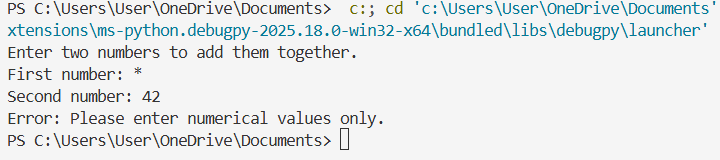 PS C:\Users\User\OneDrive\Documents>  c:; cd 'c:\Users\User\OneDrive\Documents'
xtensions\ms-python.debugpy-2025.18.0-win32-x64\bundled\libs\debugpy\launcher'
Enter two numbers to add them together.
First number: *
Second number: 42
Error: Please enter numerical values only.
PS C:\Users\User\OneDrive\Documents>